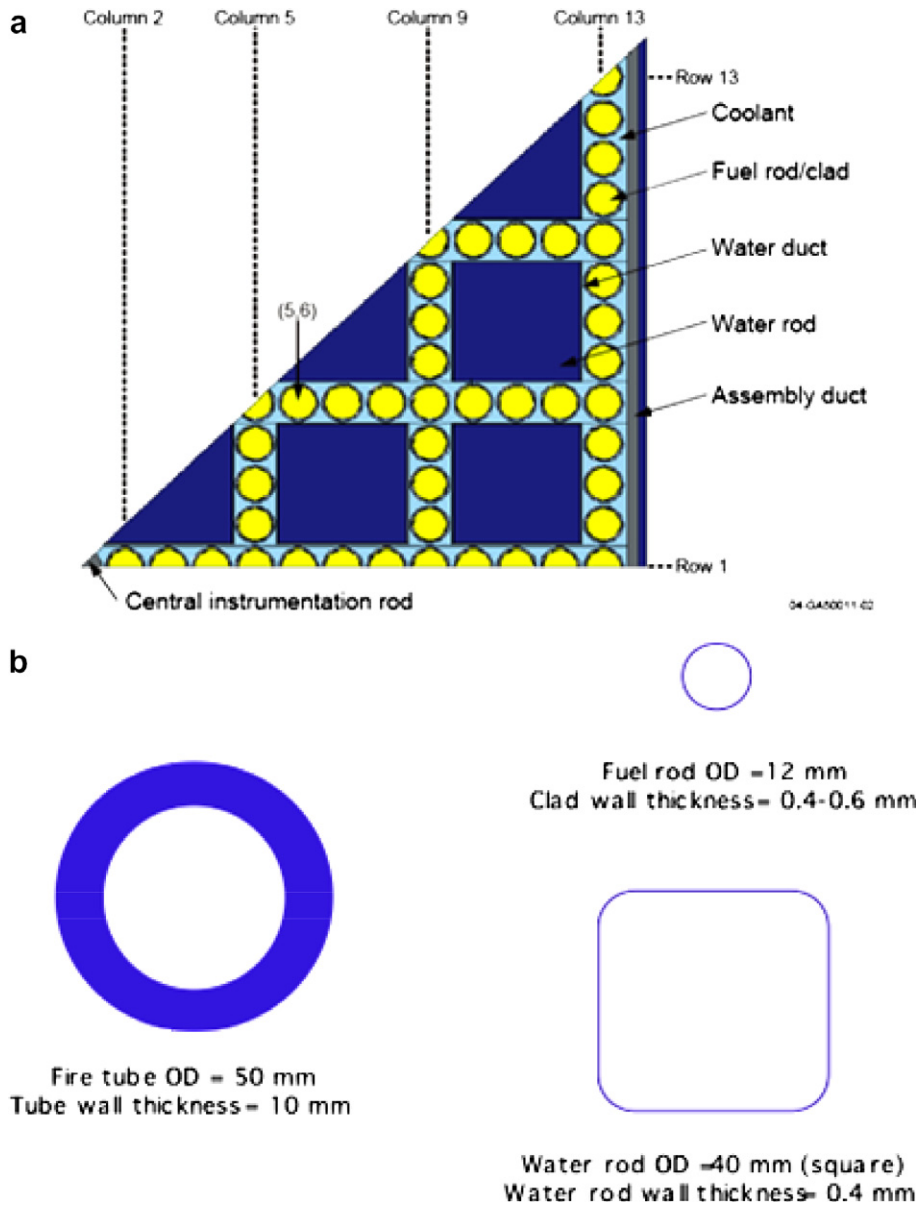 a
Column 2
Column 5
Column 9
Column 13
Row 13
Coolant
Fuel rod/clad
Water duct
(5,6)
Water rod
Assembly duct
Row 1
Central instrumentation rod
04-GA50011-02
b
Fuel rod OD =12 mm
Clad wall thickness= 0.4-0.6 mm
Fire tube OD = 50 mm
Tube wall thickness= 10 mm
Water rod OD =40 mm (square)
Water rod wall thickness= 0.4 mm